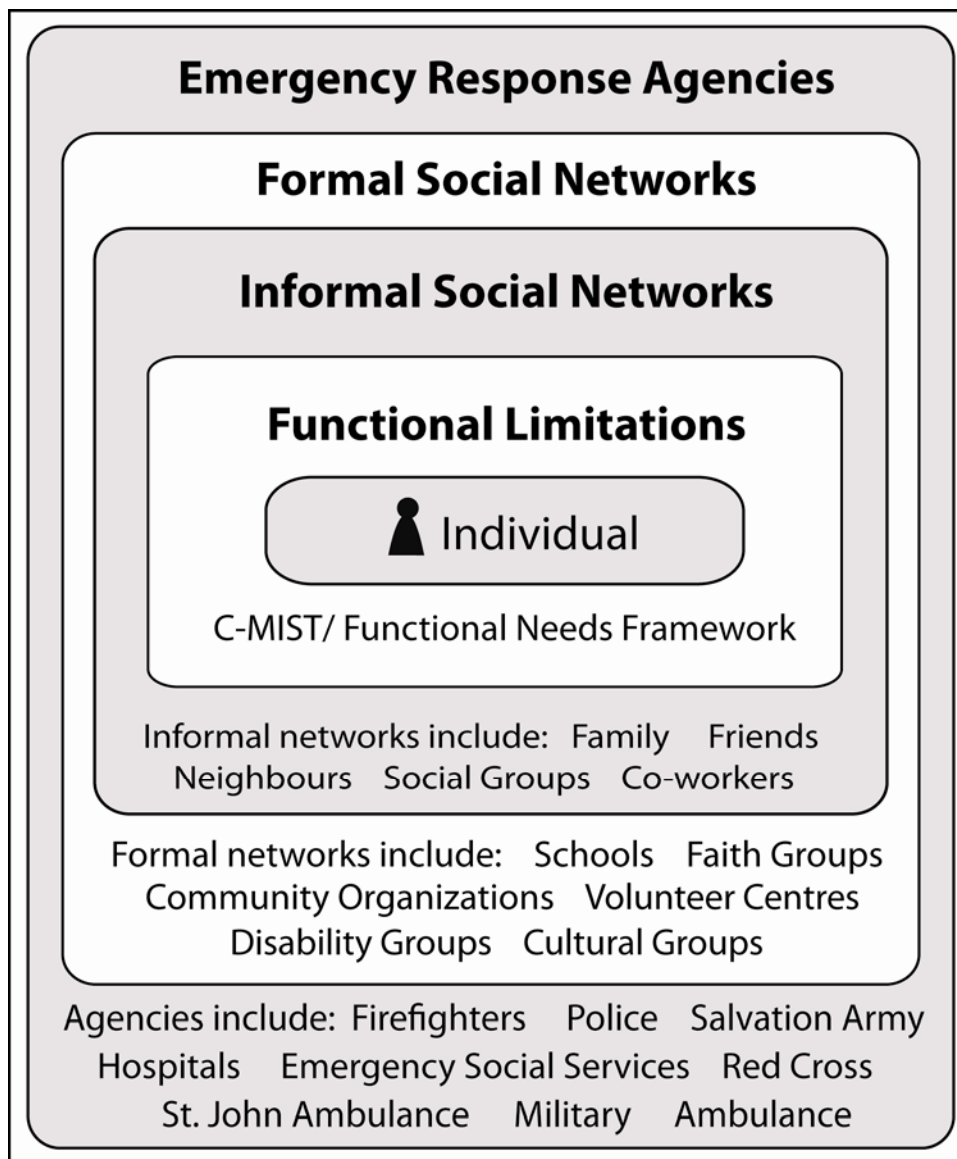 Emergency Response Agencies
Formal Social Networks
Informal Social Networks
Functional Limitations
Individual
C-MIST/ Functional Needs Framework
Informal networks include: Family Friends
Neighbours Social Groups Co-workers
Formal networks include: Schools Faith Groups
Community Organizations Volunteer Centres
Disability Groups Cultural Groups
Agencies include: Firefighters Police Salvation Army
Hospitals Emergency Social Services Red Cross
St. John Ambulance Military Ambulance